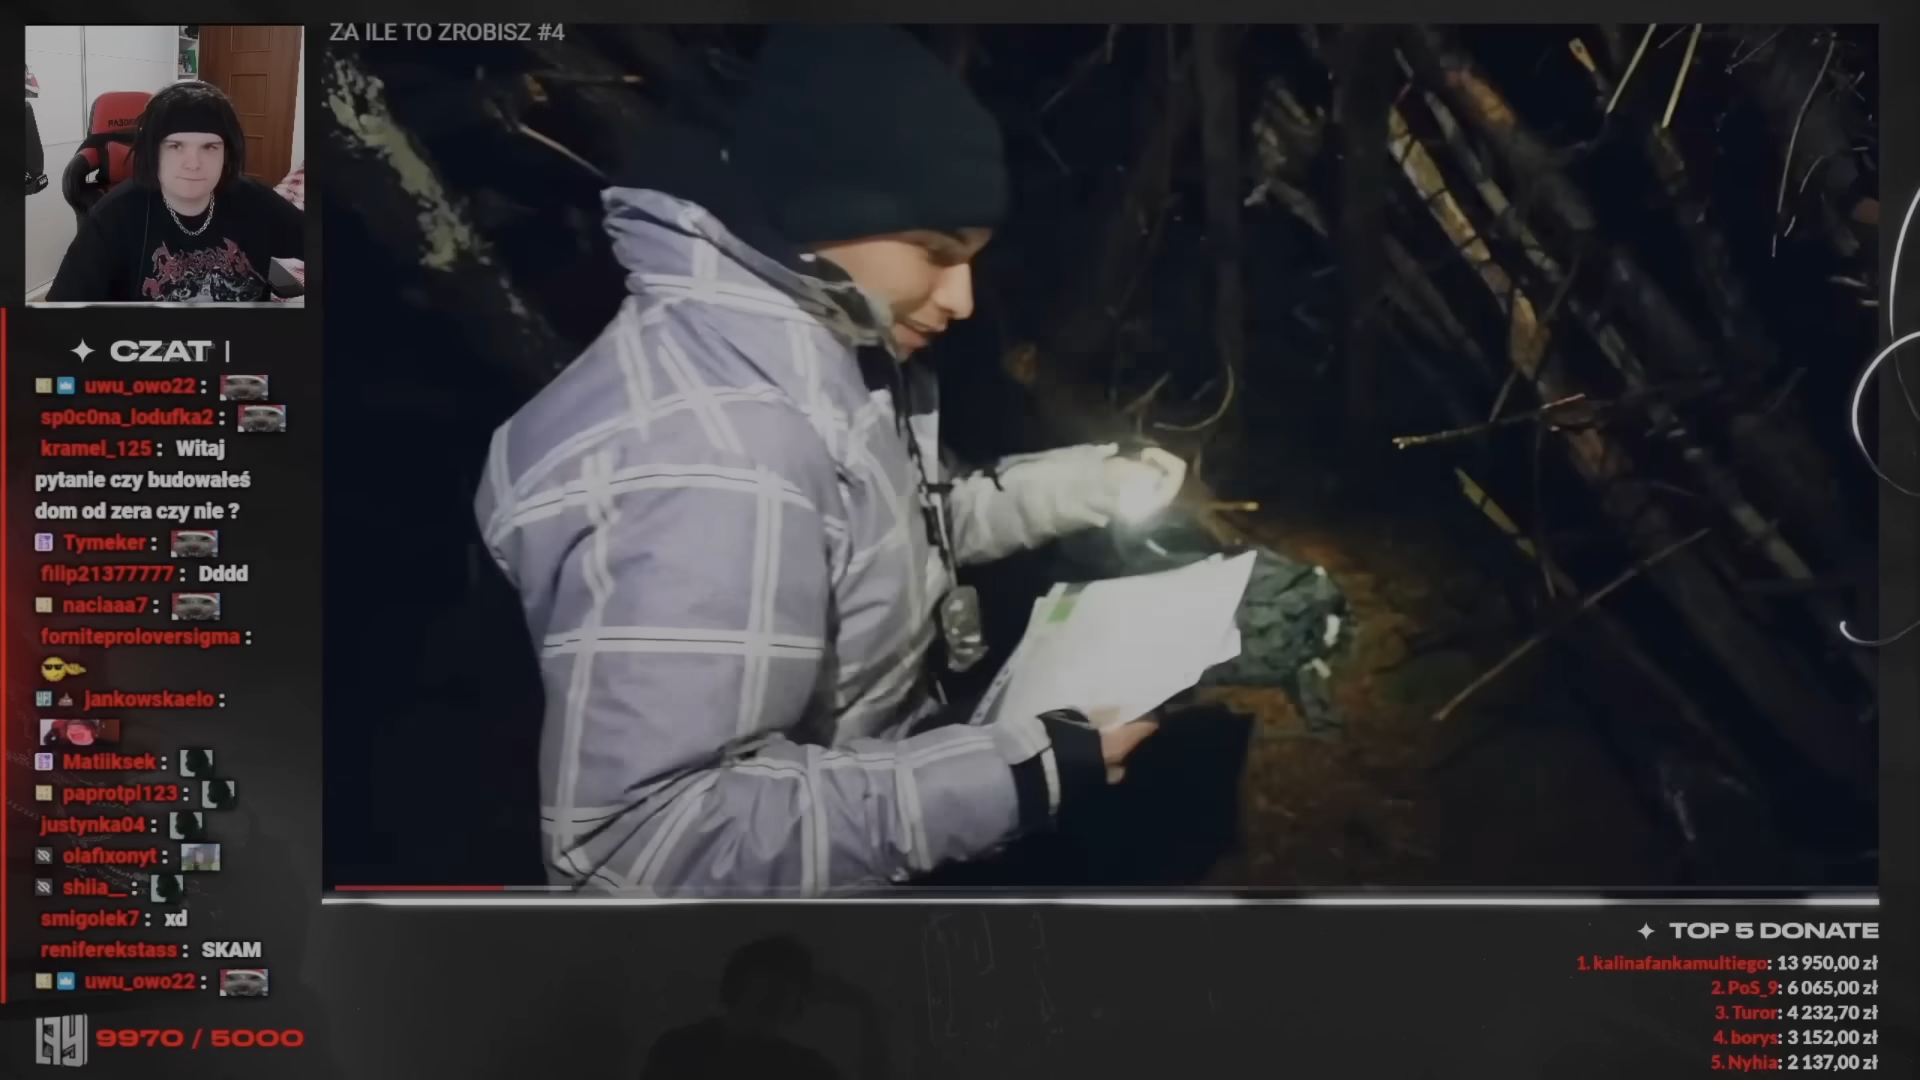 ZA ILE TO ZROBISZ #4
CZAT |
uwu_owo22 :
sp0c0na_lodufka2 :
kramel_125 : Witaj
pytanie czy budowałeś
dom od zera czy nie ?
Tymeker :
filip21377777 : Dddd
naciaaa7 :
forniteproloversigma :
jankowskaelo :
Matiiksek :
paprotpl123 :
justynka04 :
olafixonyt :
shila__ :
smigolek7 : xd
reniferekstass : SKAM
uwu_owo22 :
9970 / 5000
TOP 5 DONATE
1. kalinafankamultiego: 13 950,00 zł
2. PoS_9: 6 065,00 zł
3. Turor: 4 232,70 zł
4. borys: 3 152,00 zł
5. Nyhia: 2 137,00 zł